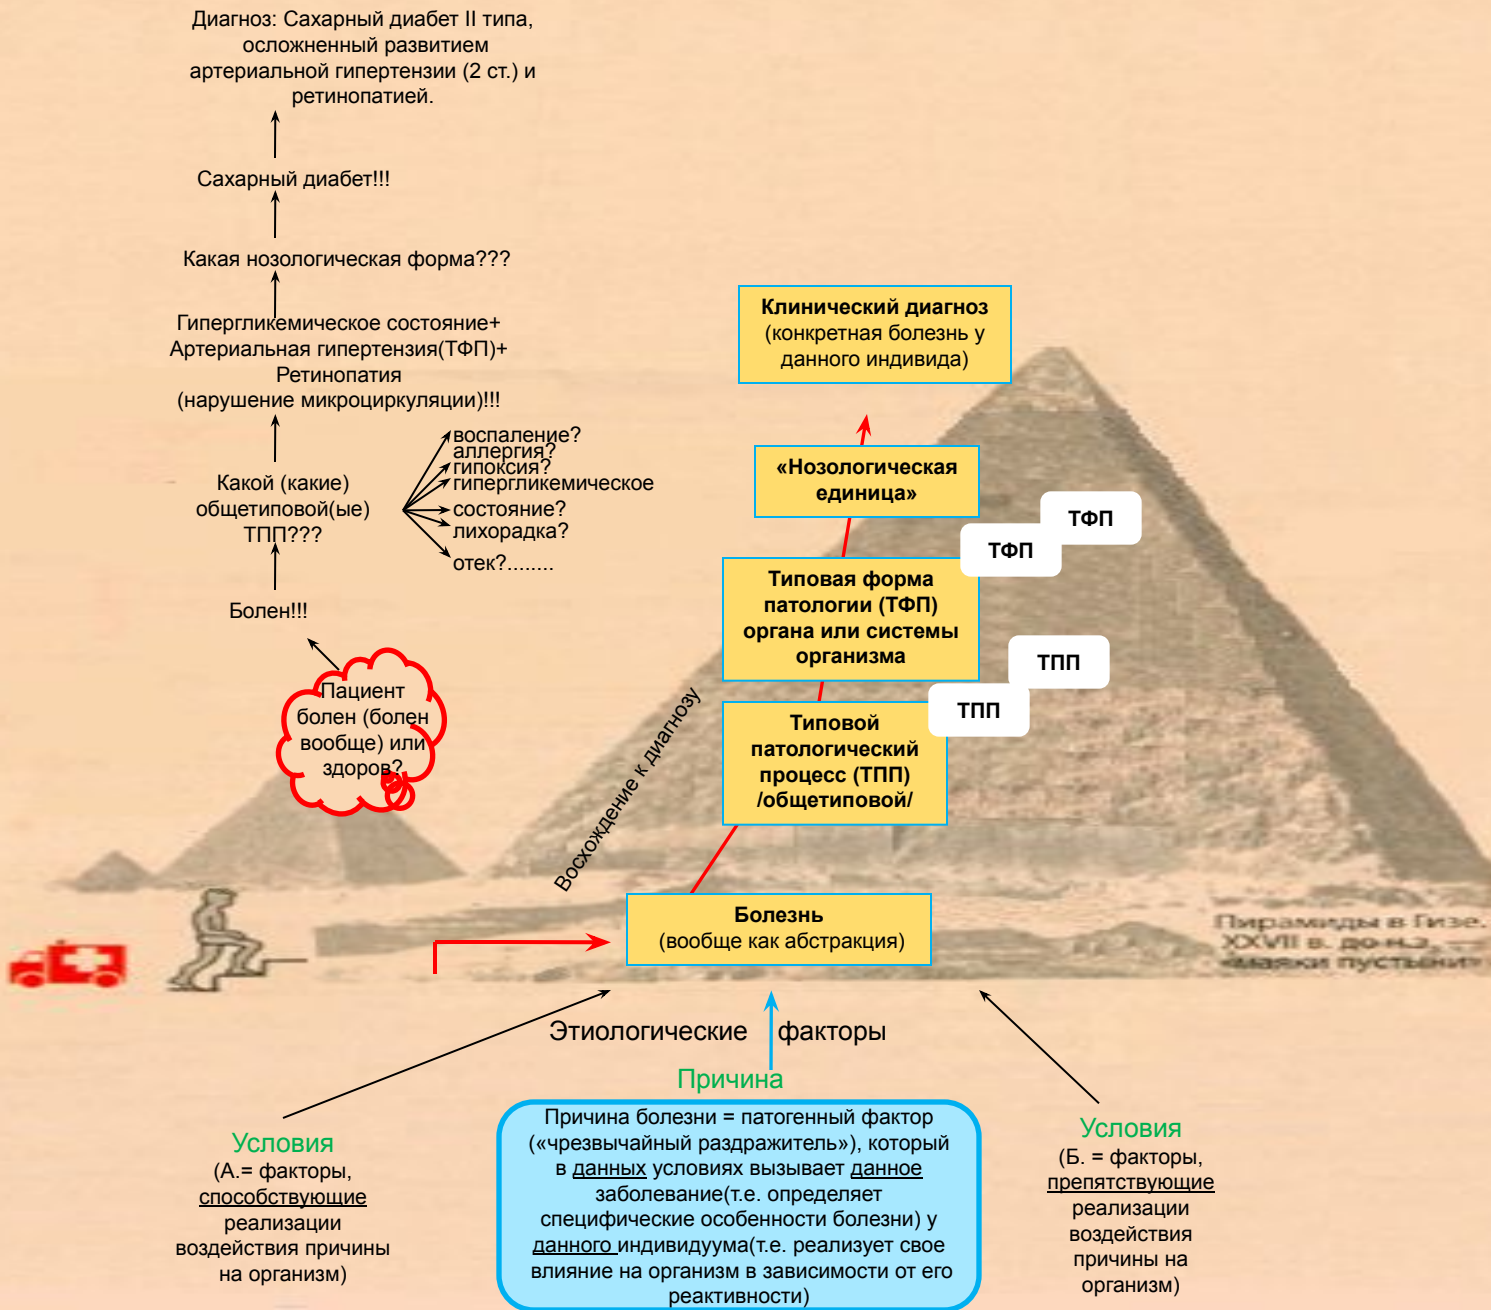 Диагноз: Сахарный диабет II типа,
осложненный развитием
артериальной гипертензии (2 ст.) и
ретинопатией.
Сахарный диабет!!!
Какая нозологическая форма???
Гипергликемическое состояние+
Артериальная гипертензия(ТФП)+
Ретинопатия
(нарушение микроциркуляции)!!!
Какой (какие)
общетиповой(ые)
ТПП???
воспаление?
аллергия?
гипоксия?
гипергликемическое
состояние?
лихорадка?
отек?........
Болен!!!
Пациент
болен (болен
вообще) или
здоров?
Клинический диагноз
(конкретная болезнь у
данного индивида)
«Нозологическая
единица»
ТФП
ТФП
Типовая форма
патологии (ТФП)
органа или системы
организма
ТПП
ТПП
Типовой
патологический
процесс (ТПП)
/общетиповой/
Восхождение к диагнозу
Болезнь
(вообще как абстракция)
Пирамиды в Гизе.
XXVII в. до н.э. —
«маяки пустыни»
Этиологические факторы
Причина
Причина болезни = патогенный фактор
(«чрезвычайный раздражитель»), который
в данных условиях вызывает данное
заболевание(т.е. определяет
специфические особенности болезни) у
данного индивидуума(т.е. реализует свое
влияние на организм в зависимости от его
реактивности)
Условия
(А.= факторы,
способствующие
реализации
воздействия причины
на организм)
Условия
(Б. = факторы,
препятствующие
реализации
воздействия
причины на
организм)